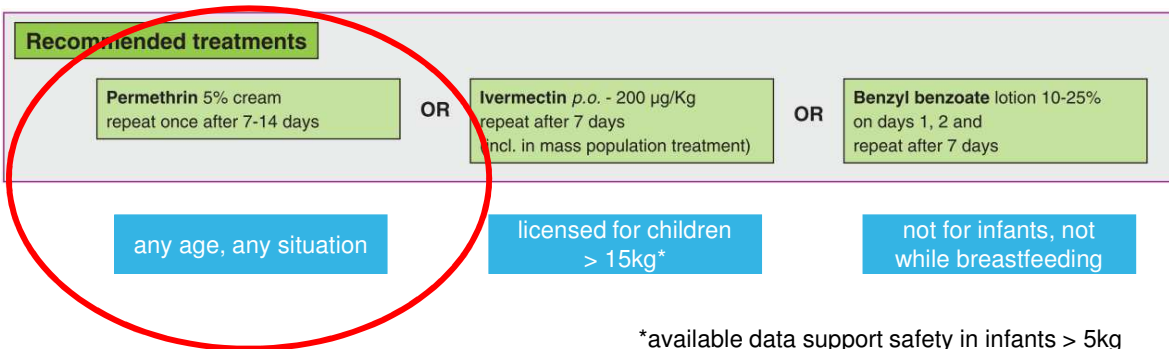 Recommended treatments
Permethrin 5% cream
repeat once after 7-14 days
OR
Ivermectin p.o. - 200 µg/Kg
repeat after 7 days
(incl. in mass population treatment)
OR
Benzyl benzoate lotion 10-25%
on days 1, 2 and
repeat after 7 days
any age, any situation
licensed for children
> 15kg*
not for infants, not
while breastfeeding
*available data support safety in infants > 5kg